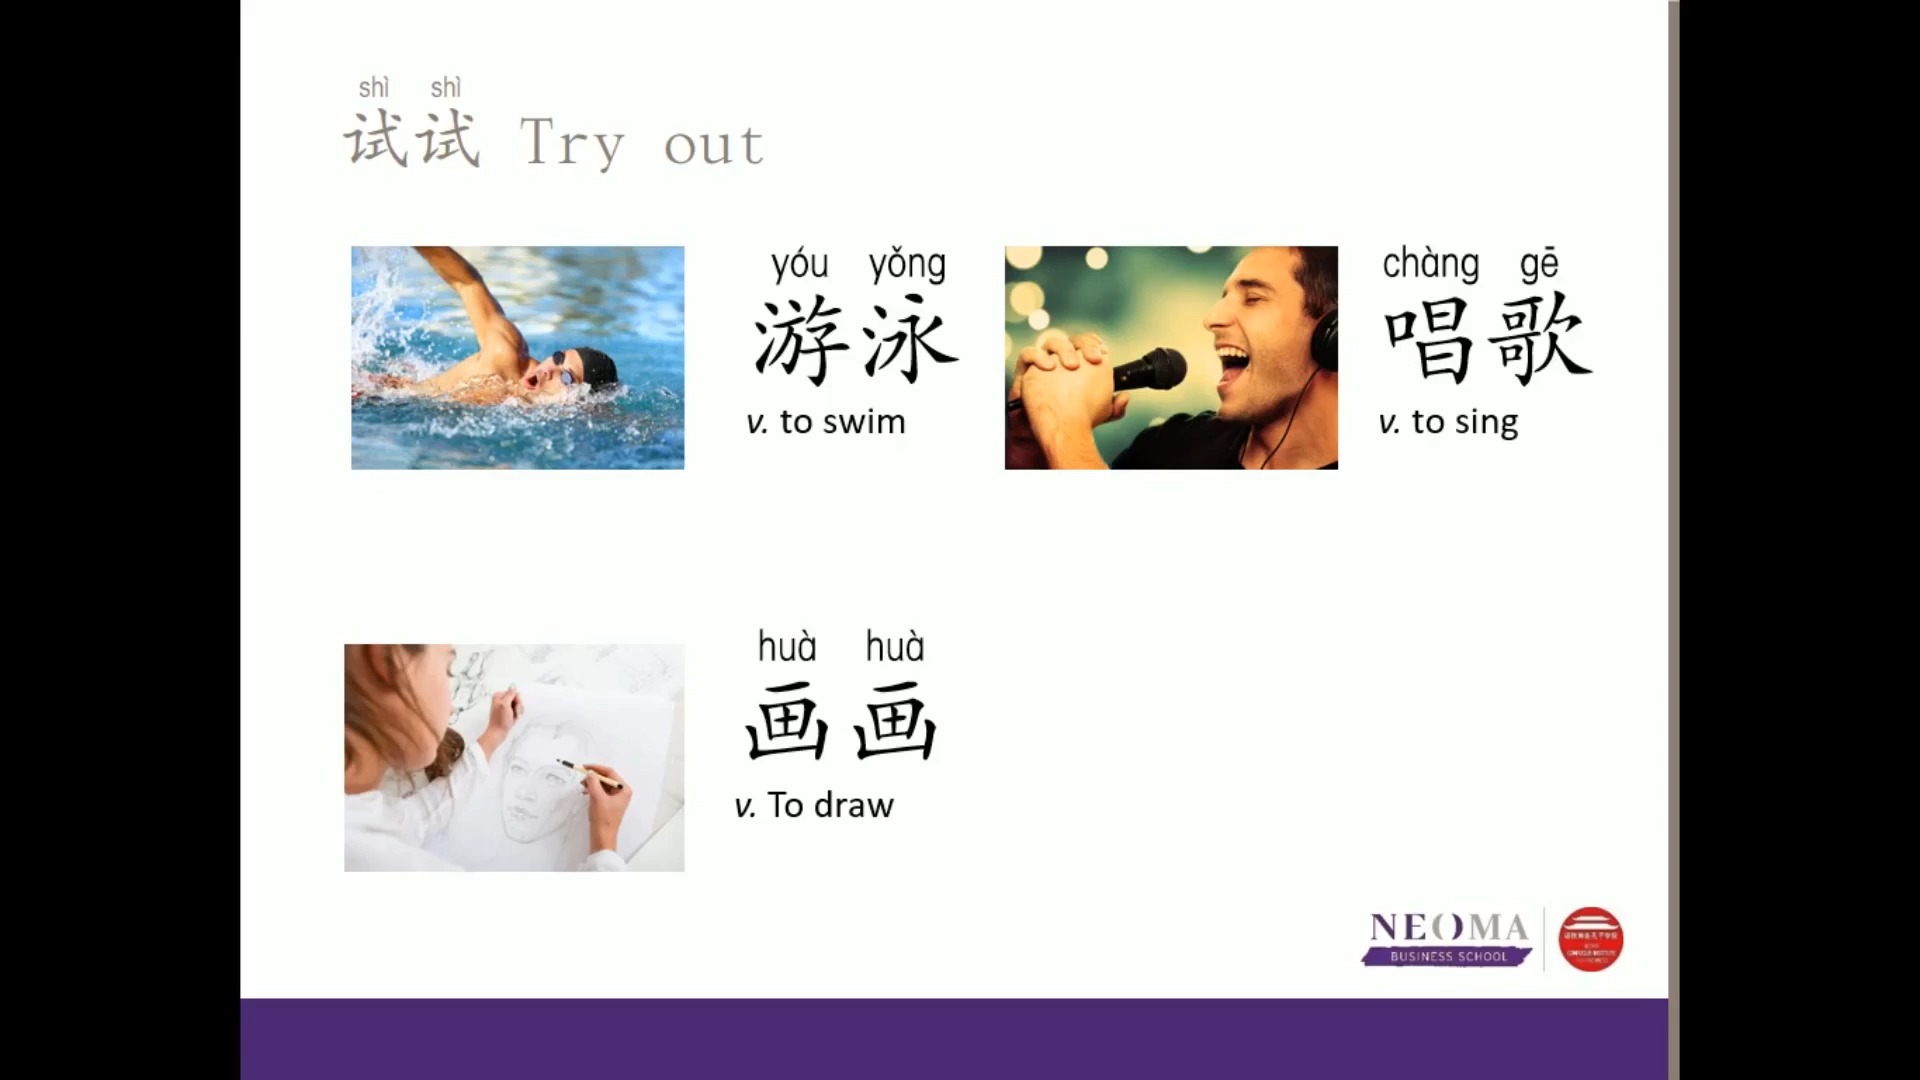 shì shì
试试 Try out
yóu yǒng
游泳
v. to swim
chàng gē
唱歌
v. to sing
huà huà
画画
v. To draw
NEOMA
BUSINESS SCHOOL